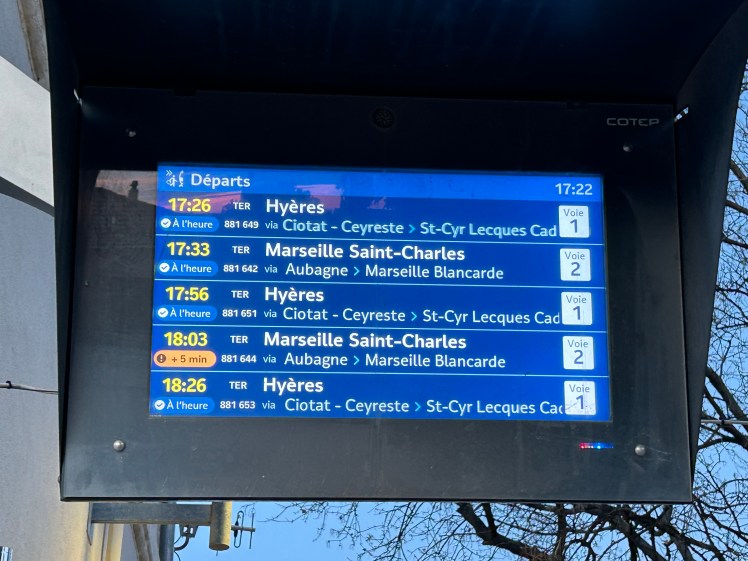 COTEP
Départs 17:22
17:26 TER Hyères Voie 1
À l'heure 881 649 via Ciotat - Ceyreste > St-Cyr Lecques Cad
17:33 TER Marseille Saint-Charles Voie 2
À l'heure 881 642 via Aubagne > Marseille Blancarde
17:56 TER Hyères Voie 1
À l'heure 881 651 via Ciotat - Ceyreste > St-Cyr Lecques Cad
18:03 TER Marseille Saint-Charles Voie 2
+ 5 min 881 644 via Aubagne > Marseille Blancarde
18:26 TER Hyères Voie 1
À l'heure 881 653 via Ciotat - Ceyreste > St-Cyr Lecques Cad